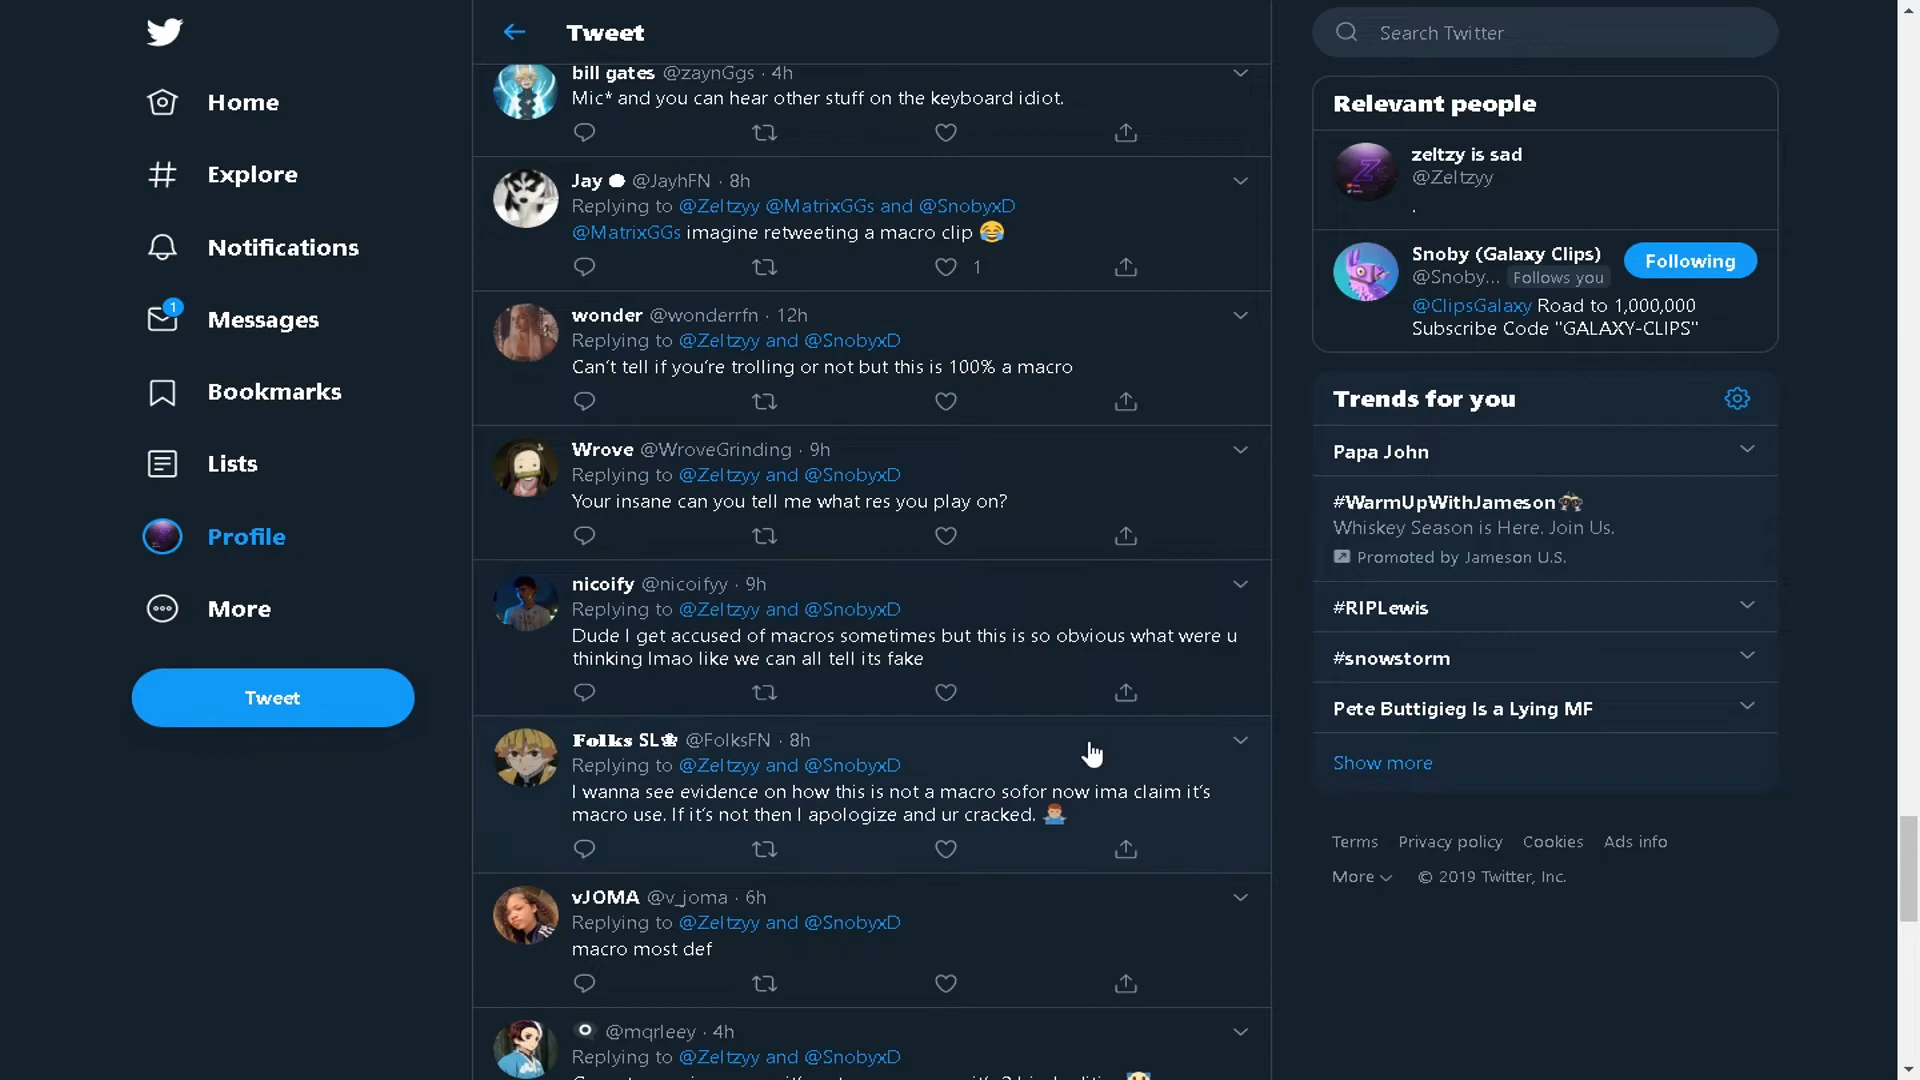 Home
Explore
Notifications
1
Messages
Bookmarks
Lists
Profile
More
Tweet
Tweet
bill gates @zaynGgs · 4h
Mic* and you can hear other stuff on the keyboard idiot.
Jay @JayhFN · 8h
Replying to @Zeltzyy @MatrixGGs and @SnobyxD
@MatrixGGs imagine retweeting a macro clip 😂
1
wonder @wonderrfn · 12h
Replying to @Zeltzyy and @SnobyxD
Can't tell if you're trolling or not but this is 100% a macro
Wrove @WroveGrinding · 9h
Replying to @Zeltzyy and @SnobyxD
Your insane can you tell me what res you play on?
nicoify @nicoifyy · 9h
Replying to @Zeltzyy and @SnobyxD
Dude I get accused of macros sometimes but this is so obvious what were u
thinking lmao like we can all tell its fake
Folks SL @FolksFN · 8h
Replying to @Zeltzyy and @SnobyxD
I wanna see evidence on how this is not a macro sofor now ima claim it's
macro use. If it's not then I apologize and ur cracked.
vJOMA @v_joma · 6h
Replying to @Zeltzyy and @SnobyxD
macro most def
@mqrleey · 4h
Replying to @Zeltzyy and @SnobyxD
Search Twitter
Relevant people
zeltzy is sad
@Zeltzyy
.
Snoby (Galaxy Clips)
@Snoby... Follows you
Following
@ClipsGalaxy Road to 1,000,000
Subscribe Code "GALAXY-CLIPS"
Trends for you
Papa John
#WarmUpWithJameson
Whiskey Season is Here. Join Us.
Promoted by Jameson U.S.
#RIPLewis
#snowstorm
Pete Buttigieg Is a Lying MF
Show more
Terms Privacy policy Cookies Ads info
More © 2019 Twitter, Inc.